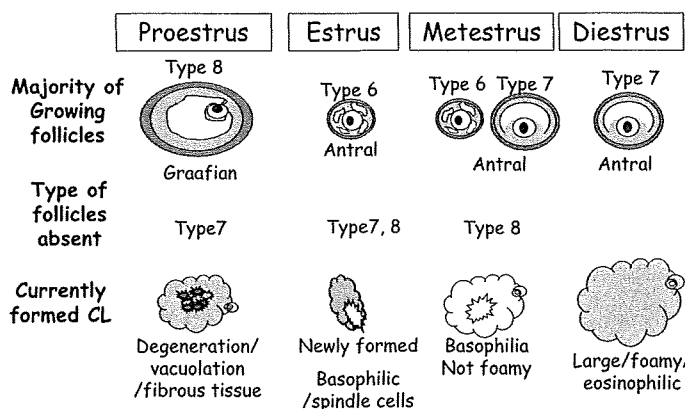 Proestrus Estrus Metestrus Diestrus
Majority of
Growing
follicles
Type 8
Graafian
Type 6
Antral
Type 6 Type 7
Antral
Type 7
Antral
Type of
follicles
absent
Type7 Type7, 8 Type 8
Currently
formed CL
Degeneration/
vacuolation
/fibrous tissue
Newly formed
Basophilic
/spindle cells
Basophilia
Not foamy
Large/foamy/
eosinophilic